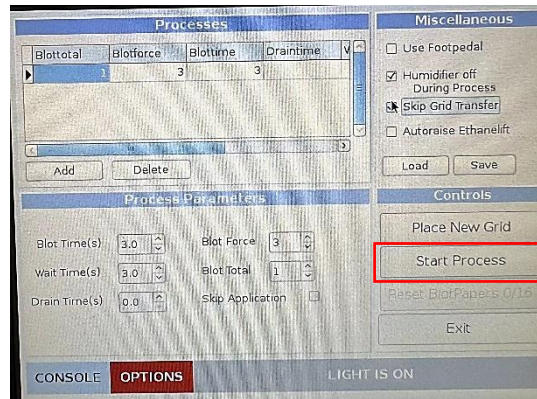 Processes
Blottotal Blotforce Blottime Draintime
1 3 3
Add Delete
Process Parameters
Blot Time(s) 3.0 Blot Force 3
Wait Time(s) 3.0 Blot Total 1
Drain Time(s) 0.0 Skip Application
Miscellaneous
Use Footpedal
Humidifier off
During Process
Skip Grid Transfer
Autoraise Ethanelift
Load Save
Controls
Place New Grid
Start Process
Reset BlotPapers 0/16
Exit
CONSOLE OPTIONS LIGHT IS ON